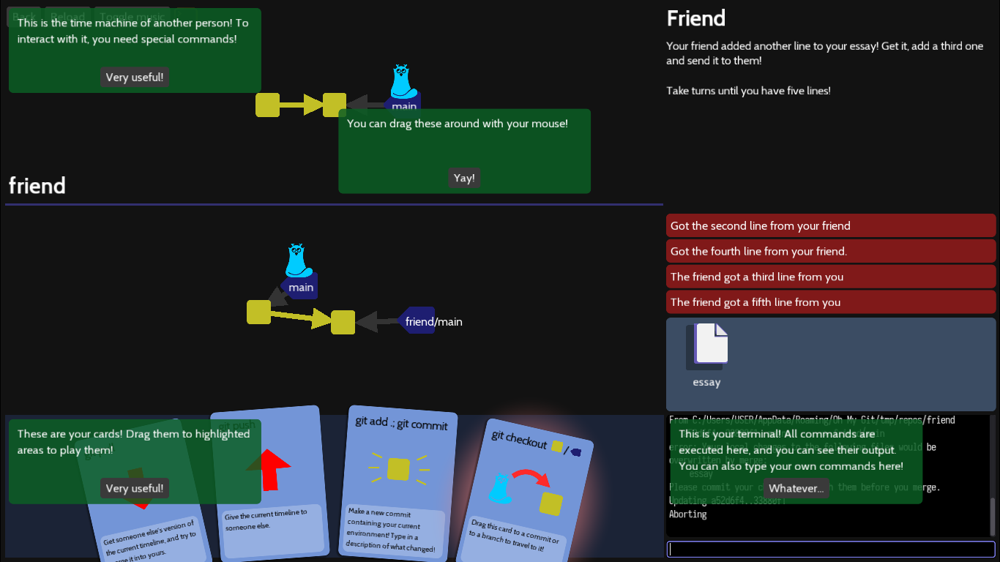 Back Reload Toggle music
This is the time machine of another person! To
interact with it, you need special commands!
Very useful!
main
You can drag these around with your mouse!
Yay!
friend
Friend
Your friend added another line to your essay! Get it, add a third one
and send it to them!
Take turns until you have five lines!
main
friend/main
Got the second line from your friend
Got the fourth line from your friend.
The friend got a third line from you
The friend got a fifth line from you
essay
These are your cards! Drag them to highlighted
areas to play them!
Very useful!
Get someone else's version of
the current timeline, and try to
merge it into yours.
git push
Give the current timeline to
someone else.
git add .; git commit
Make a new commit
containing your current
environment! Type in a
description of what changed!
git checkout /
Drag this card to a commit or
to a branch to travel to it!
From C:/Users/USER/AppData/Roaming/Oh My Git/tmp/repos/friend
error: Your local changes to the following files would be
overwritten by merge:
essay
Please commit your them before you merge.
Updating a52d6f4..
Aborting
This is your terminal! All commands are
executed here, and you can see their output.
You can also type your own commands here!
Whatever...